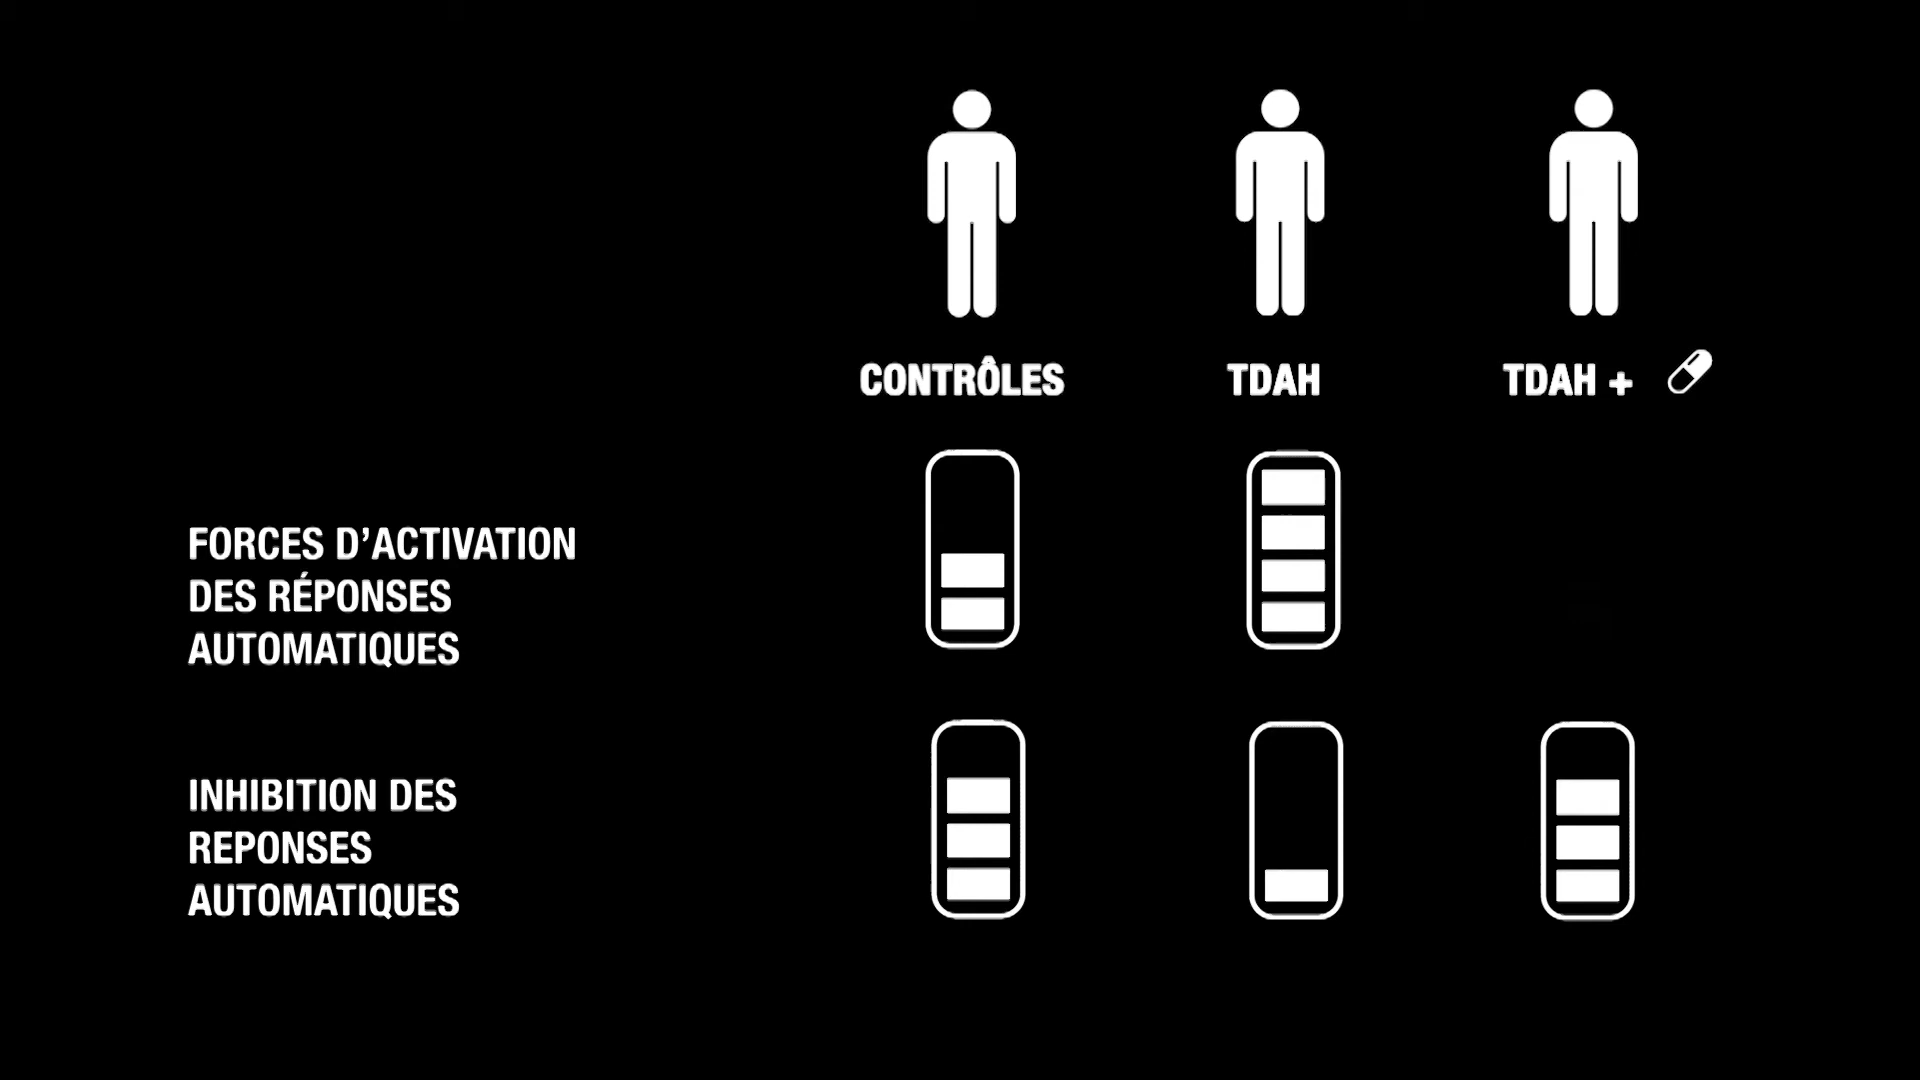 CONTRÔLES
TDAH
TDAH +
FORCES D’ACTIVATION
DES RÉPONSES
AUTOMATIQUES
INHIBITION DES
REPONSES
AUTOMATIQUES